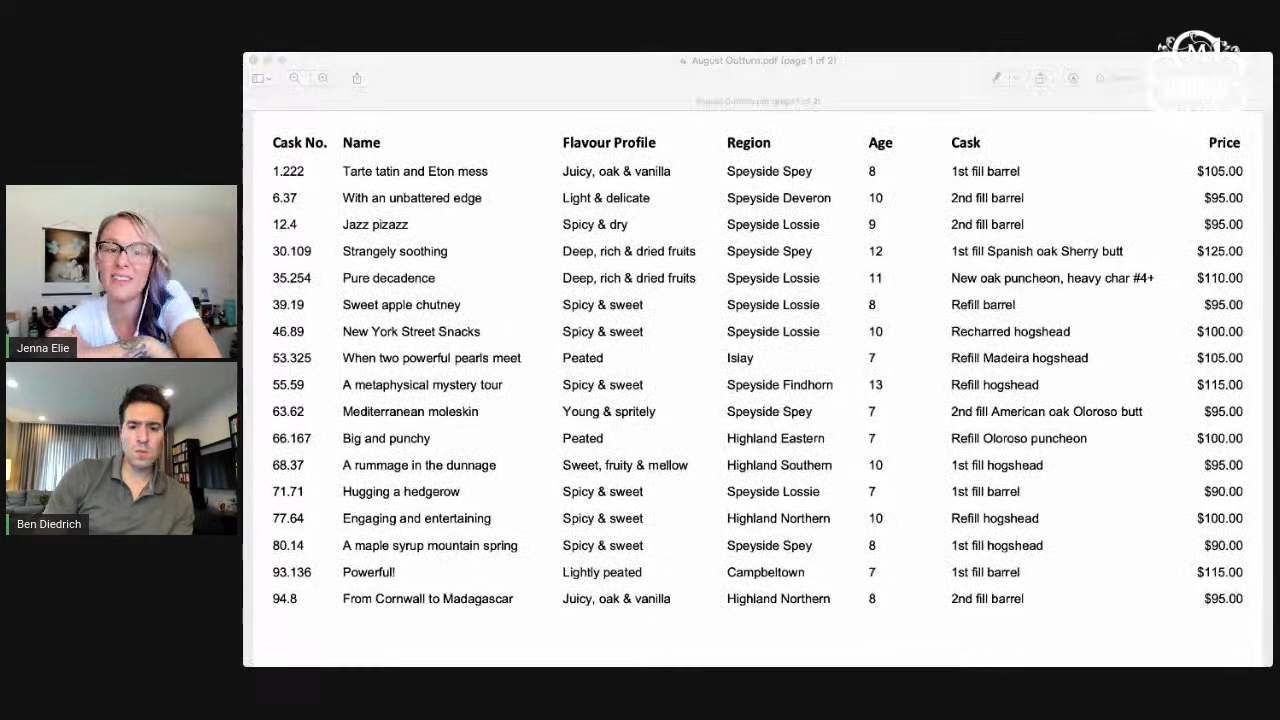 August Outturn.pdf (page 1 of 2)
August Outturn.pdf (page 1 of 2)
Cask No. Name Flavour Profile Region Age Cask Price
1.222 Tarte tatin and Eton mess Juicy, oak & vanilla Speyside Spey 8 1st fill barrel $105.00
6.37 With an unbattered edge Light & delicate Speyside Deveron 10 2nd fill barrel $95.00
12.4 Jazz pizazz Spicy & dry Speyside Lossie 9 2nd fill barrel $95.00
30.109 Strangely soothing Deep, rich & dried fruits Speyside Spey 12 1st fill Spanish oak Sherry butt $125.00
35.254 Pure decadence Deep, rich & dried fruits Speyside Lossie 11 New oak puncheon, heavy char #4+ $110.00
39.19 Sweet apple chutney Spicy & sweet Speyside Lossie 8 Refill barrel $95.00
46.89 New York Street Snacks Spicy & sweet Speyside Lossie 10 Recharred hogshead $100.00
53.325 When two powerful pearls meet Peated Islay 7 Refill Madeira hogshead $105.00
55.59 A metaphysical mystery tour Spicy & sweet Speyside Findhorn 13 Refill hogshead $115.00
63.62 Mediterranean moleskin Young & spritely Speyside Spey 7 2nd fill American oak Oloroso butt $95.00
66.167 Big and punchy Peated Highland Eastern 7 Refill Oloroso puncheon $100.00
68.37 A rummage in the dunnage Sweet, fruity & mellow Highland Southern 10 1st fill hogshead $95.00
71.71 Hugging a hedgerow Spicy & sweet Speyside Lossie 7 1st fill barrel $90.00
77.64 Engaging and entertaining Spicy & sweet Highland Northern 10 Refill hogshead $100.00
80.14 A maple syrup mountain spring Spicy & sweet Speyside Spey 8 1st fill hogshead $90.00
93.136 Powerful! Lightly peated Campbeltown 7 1st fill barrel $115.00
94.8 From Cornwall to Madagascar Juicy, oak & vanilla Highland Northern 8 2nd fill barrel $95.00
Jenna Elie
Ben Diedrich
M